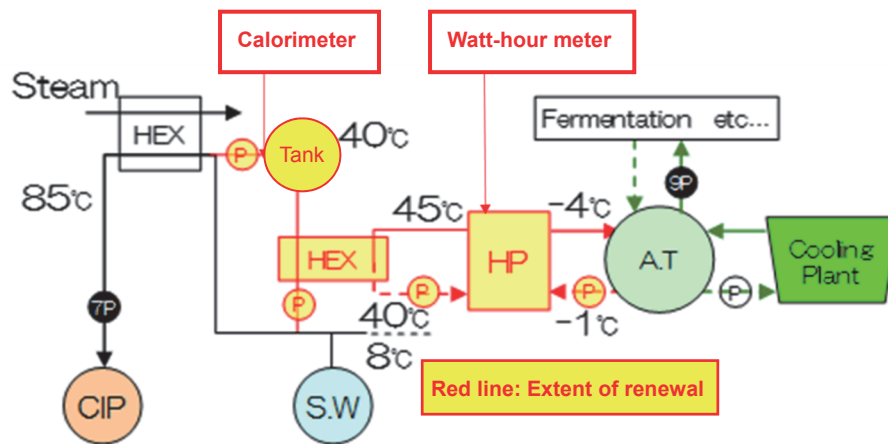 Calorimeter
Watt-hour meter
Steam
HEX
P
Tank
40℃
Fermentation etc...
85℃
45℃
-4℃
9P
HEX
HP
A.T
Cooling
Plant
7P
P
P
P
P
40℃
-1℃
8℃
Red line: Extent of renewal
CIP
S.W